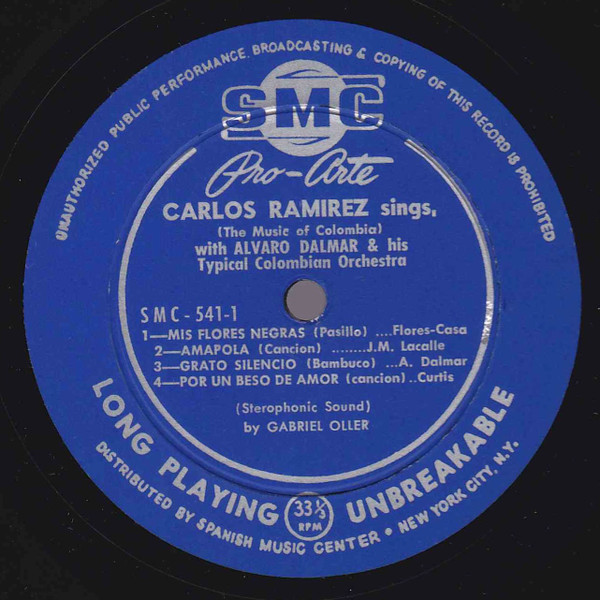 UNAUTHORIZED PUBLIC PERFORMANCE, BROADCASTING & COPYING OF THIS RECORD IS PROHIBITED
SMC
Pro-Arte
CARLOS RAMIREZ sings,
(The Music of Colombia)
with ALVARO DALMAR & his
Typical Colombian Orchestra
SMC-541-1
1—MIS FLORES NEGRAS (Pasillo) ....Flores-Casa
2—AMAPOLA (Cancion) ........J.M. Lacalle
3—GRATO SILENCIO (Bambuco) ...A. Dalmar
4—POR UN BESO DE AMOR (cancion) ..Curtis
(Sterophonic Sound)
by GABRIEL OLLER
LONG PLAYING 33⅓ RPM UNBREAKABLE
DISTRIBUTED BY SPANISH MUSIC CENTER • NEW YORK CITY, N.Y.